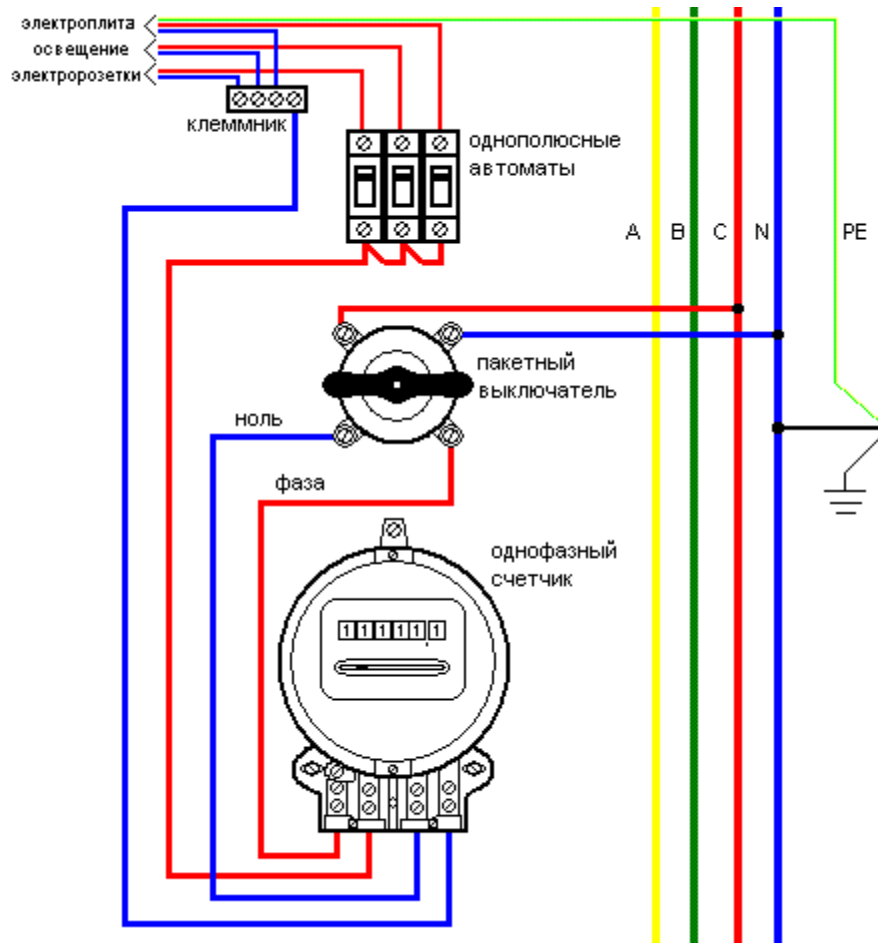 электроплита
освещение
электророзетки
клеммник
однополюсные
автоматы
A B C N PE
пакетный
выключатель
ноль
фаза
однофазный
счетчик
111111